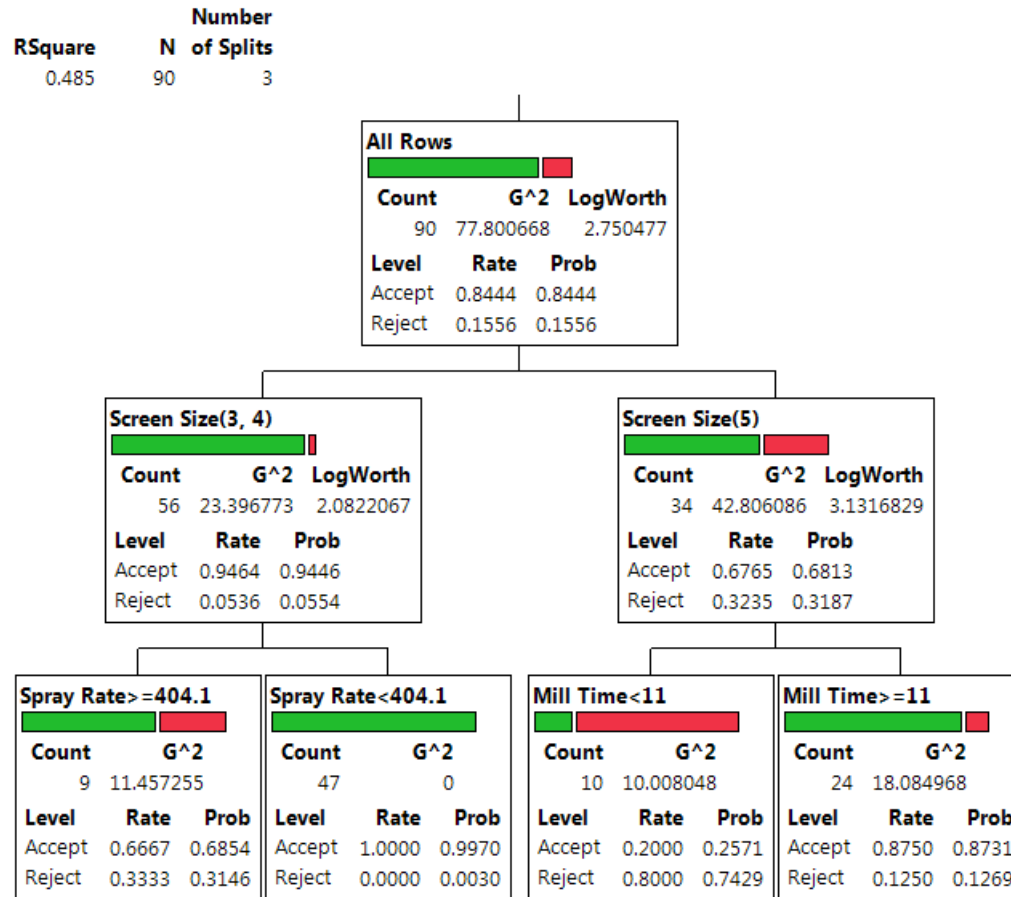 Number
RSquare N of Splits
0.485 90 3
All Rows
Count G^2 LogWorth
90 77.800668 2.750477
Level Rate Prob
Accept 0.8444 0.8444
Reject 0.1556 0.1556
Screen Size(3, 4)
Count G^2 LogWorth
56 23.396773 2.0822067
Level Rate Prob
Accept 0.9464 0.9446
Reject 0.0536 0.0554
Screen Size(5)
Count G^2 LogWorth
34 42.806086 3.1316829
Level Rate Prob
Accept 0.6765 0.6813
Reject 0.3235 0.3187
Spray Rate>=404.1
Count G^2
9 11.457255
Level Rate Prob
Accept 0.6667 0.6854
Reject 0.3333 0.3146
Spray Rate<404.1
Count G^2
47 0
Level Rate Prob
Accept 1.0000 0.9970
Reject 0.0000 0.0030
Mill Time<11
Count G^2
10 10.008048
Level Rate Prob
Accept 0.2000 0.2571
Reject 0.8000 0.7429
Mill Time>=11
Count G^2
24 18.084968
Level Rate Prob
Accept 0.8750 0.8731
Reject 0.1250 0.1269